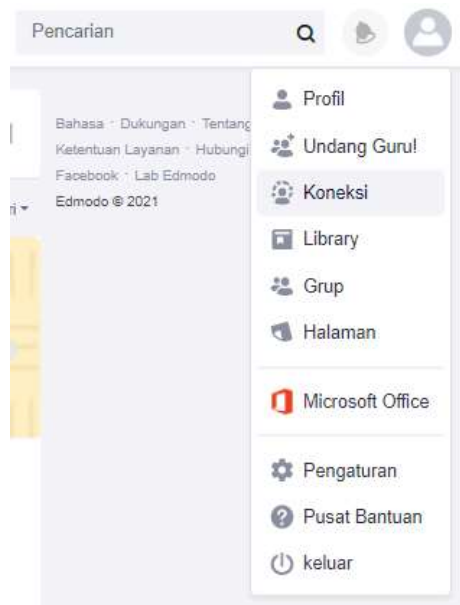 Pencarian
Bahasa · Dukungan · Tentang
Ketentuan Layanan · Hubungi
Facebook · Lab Edmodo
Edmodo © 2021
ri
Profil
Undang Guru!
Koneksi
Library
Grup
Halaman
Microsoft Office
Pengaturan
Pusat Bantuan
keluar